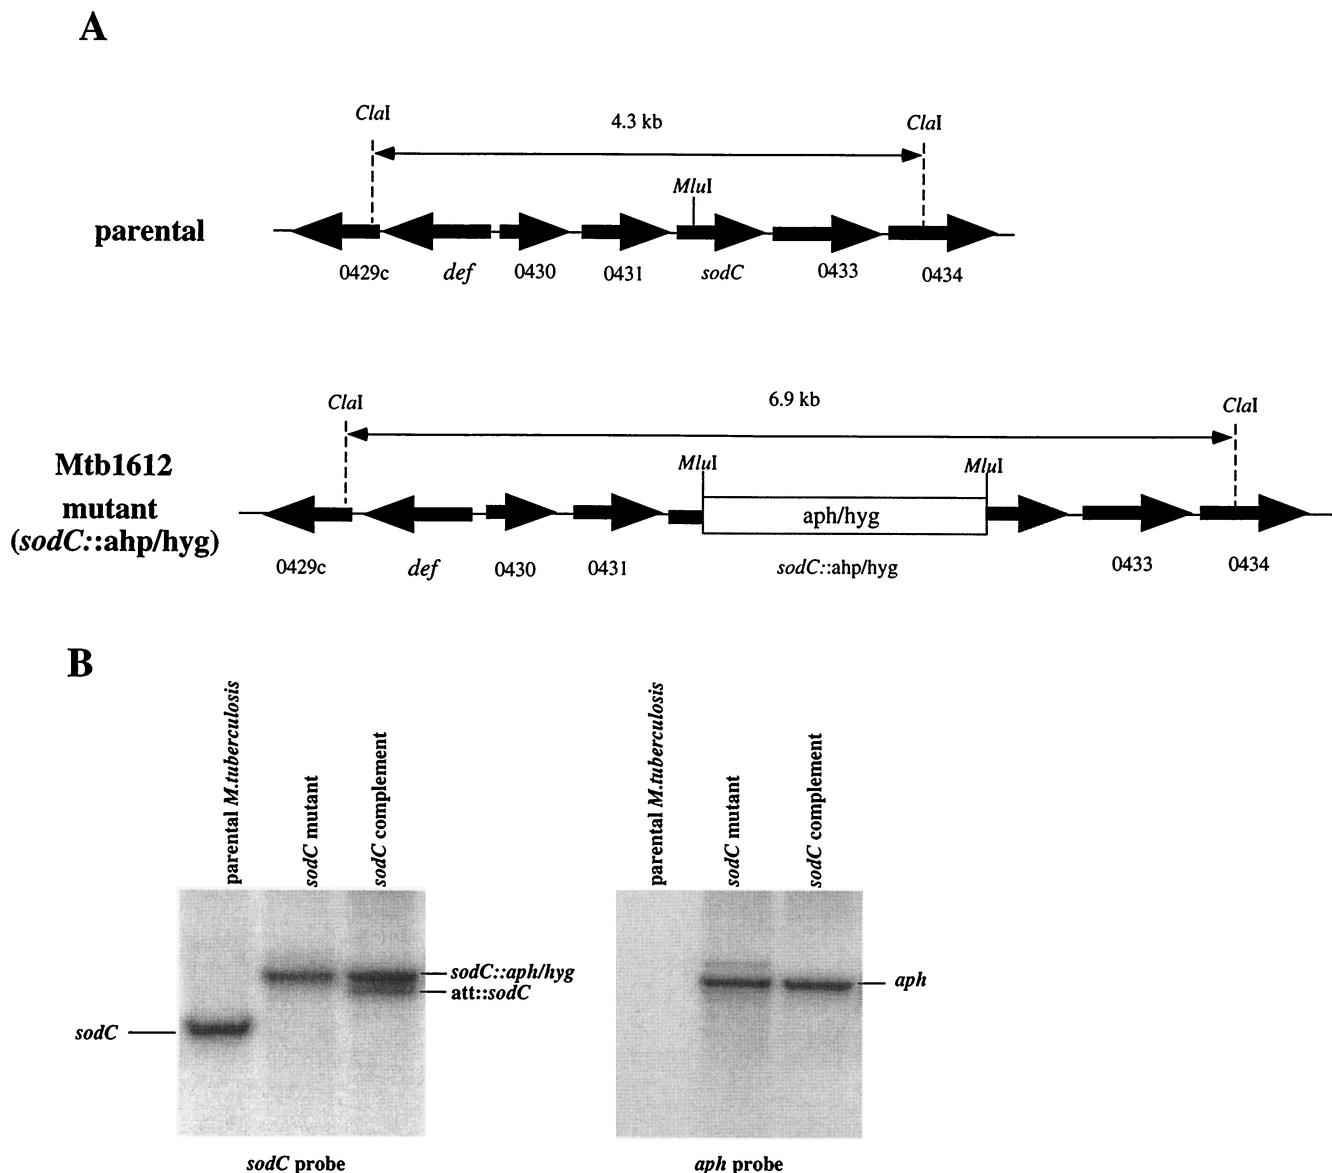 A
ClaI
4.3 kb
ClaI
MluI
parental
0429c
def
0430
0431
sodC
0433
0434
ClaI
6.9 kb
ClaI
Mtb1612
mutant
(sodC::ahp/hyg)
MluI
MluI
aph/hyg
0429c
def
0430
0431
sodC::ahp/hyg
0433
0434
B
parental M.tuberculosis
sodC mutant
sodC complement
sodC::aph/hyg
att::sodC
sodC
sodC probe
parental M.tuberculosis
sodC mutant
sodC complement
aph
aph probe